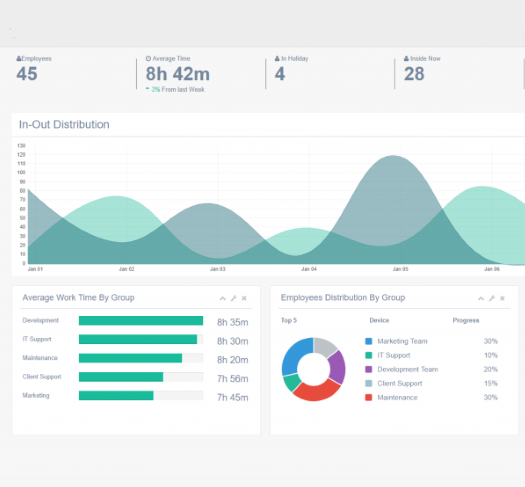 Employees
45
Average Time
8h 42m
3% From last Week
In Holiday
4
Inside Now
28
In-Out Distribution
130
120
110
100
90
80
70
60
50
40
30
20
10
0
Jan 01
Jan 02
Jan 03
Jan 04
Jan 05
Jan 06
Average Work Time By Group
Development 8h 35m
IT Support 8h 30m
Maintenance 8h 20m
Client Support 7h 56m
Marketing 7h 45m
Employees Distribution By Group
Top 5 Device Progress
Marketing Team 30%
IT Support 10%
Development Team 20%
Client Support 15%
Maintenance 30%